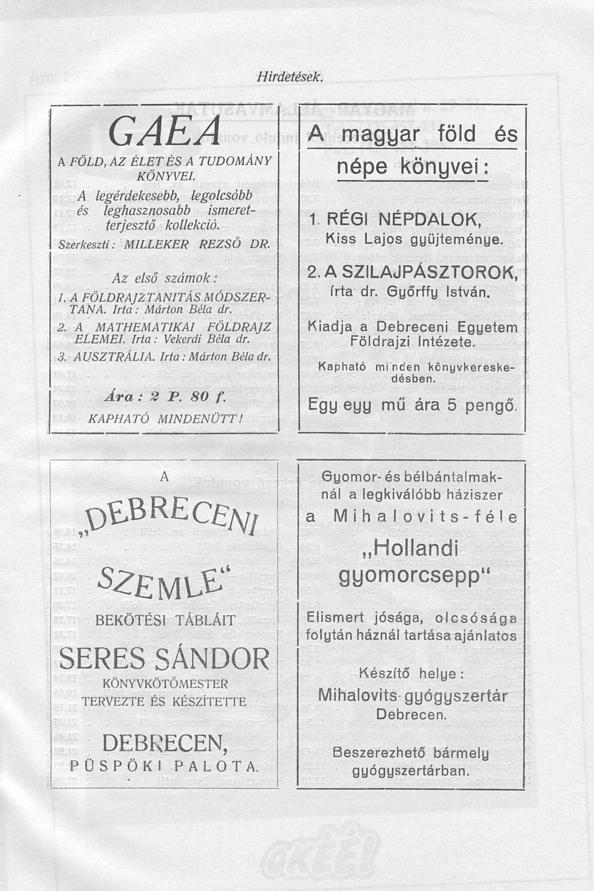 Hirdetések.
GAEA
A FÖLD, AZ ÉLET ÉS A TUDOMÁNY
KÖNYVEI.
A legérdekesebb, legolcsóbb
és leghasznosabb ismeret-
terjesztő kollekció.
Szerkeszti: MILLEKER REZSŐ DR.
Az első számok:
1. A FÖLDRAJZTANITÁS MÓDSZER-
TANA. Irta: Márton Béla dr.
2. A MATHEMATIKAI FÖLDRAJZ
ELEMEI. Irta: Vekerdi Béla dr.
3. AUSZTRÁLIA. Irta: Márton Béla dr.
Ára: 2 P. 80 f.
KAPHATÓ MINDENÜTT!
A magyar föld és
népe könyvei:
1. RÉGI NÉPDALOK,
Kiss Lajos gyüjteménye.
2. A SZILAJPÁSZTOROK,
írta dr. Győrffy István.
Kiadja a Debreceni Egyetem
Földrajzi Intézete.
Kapható minden könyvkereske-
désben.
Egy egy mű ára 5 pengő.
A
„DEBRECENI
SZEMLE“
BEKÖTÉSI TÁBLÁIT
SERES SÁNDOR
KÖNYVKÖTŐMESTER
TERVEZTE ÉS KÉSZÍTETTE
DEBRECEN,
PÜSPÖKI PALOTA.
Gyomor- és bélbántalmak-
nál a legkiválóbb háziszer
a Mihalovits-féle
„Hollandi
gyomorcsepp“
Elismert jósága, olcsósága
folytán háznál tartása ajánlatos
Készítő helye:
Mihalovits-gyógyszertár
Debrecen.
Beszerezhető bármely
gyógyszertárban.
OKÉÉ!